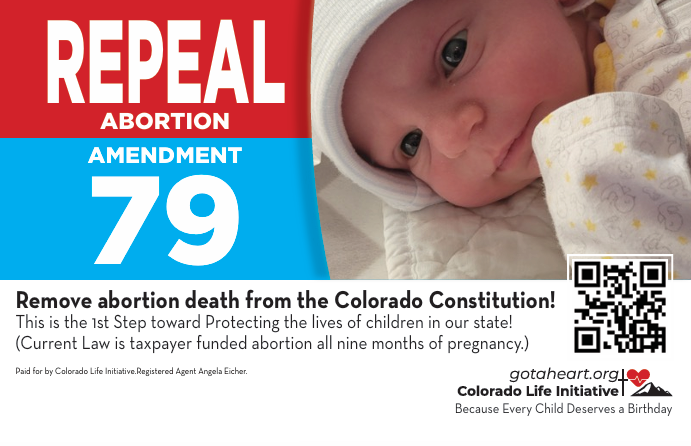 REPEAL
ABORTION
AMENDMENT
79
Remove abortion death from the Colorado Constitution!
This is the 1st Step toward Protecting the lives of children in our state!
(Current Law is taxpayer funded abortion all nine months of pregnancy.)
Paid for by Colorado Life Initiative.Registered Agent Angela Eicher.
gotaheart.org
Colorado Life Initiative
Because Every Child Deserves a Birthday